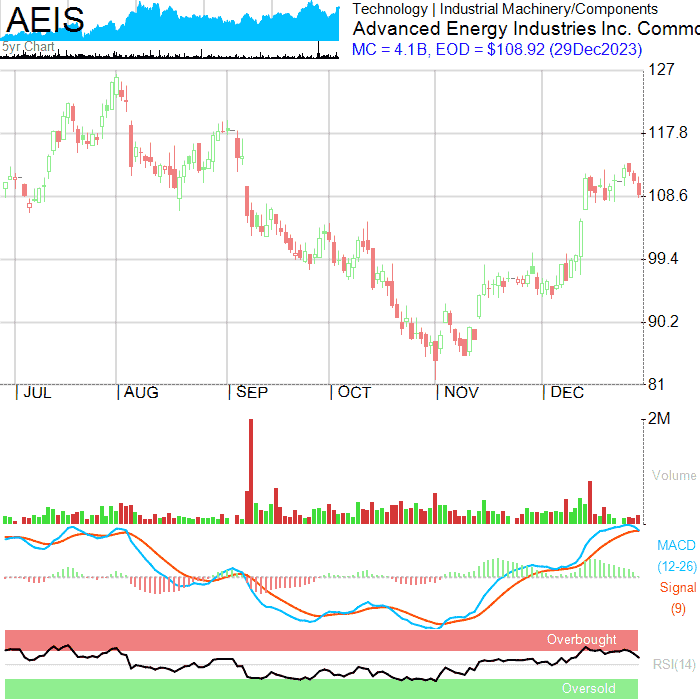 AEIS
5yr Chart
Technology | Industrial Machinery/Components
Advanced Energy Industries Inc. Commo
MC = 4.1B, EOD = $108.92 (29Dec2023)
127
117.8
108.6
99.4
90.2
81
| JUL | AUG | SEP | OCT | NOV | DEC
2M
Volume
MACD
(12-26)
Signal
(9)
Overbought
RSI(14)
Oversold